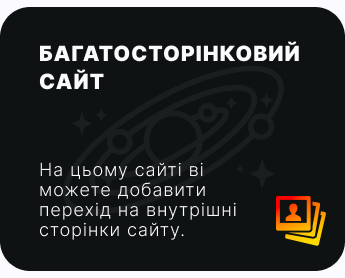 БАГАТОСТОРІНКОВИЙ
САЙТ
На цьому сайті ві
можете добавити
перехід на внутрішні
сторінки сайту.